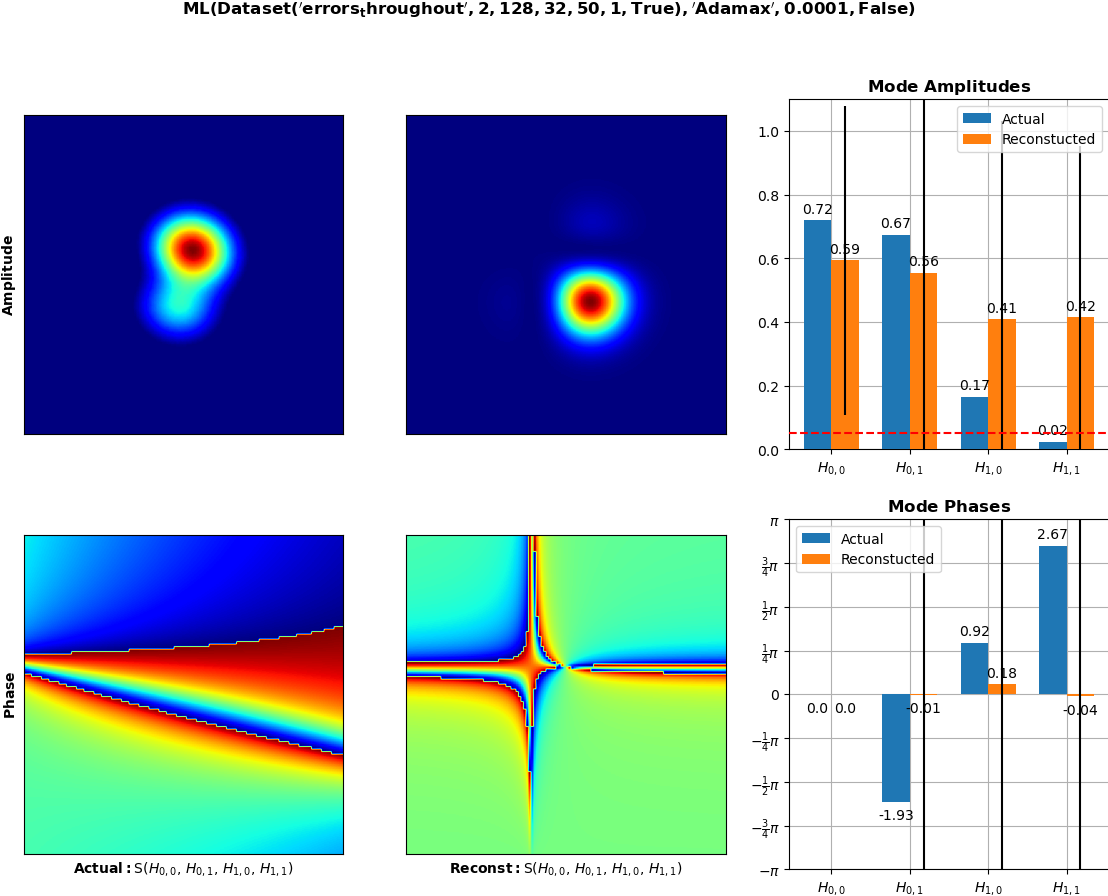 ML(Dataset('errors_throughout', 2, 128, 32, 50, 1, True), 'Adamax', 0.0001, False)
Amplitude
Mode Amplitudes
Actual
Reconstucted
1.0
0.8
0.6
0.4
0.2
0.0
0.72
0.59
0.67
0.56
0.17
0.41
0.02
0.42
H0,0
H0,1
H1,0
H1,1
Phase
Actual: S(H0,0, H0,1, H1,0, H1,1)
Reconst: S(H0,0, H0,1, H1,0, H1,1)
Mode Phases
Actual
Reconstucted
π
3/4π
1/2π
1/4π
0
−1/4π
−1/2π
−3/4π
−π
0.0
0.0
-1.93
-0.01
0.92
0.18
2.67
-0.04
H0,0
H0,1
H1,0
H1,1